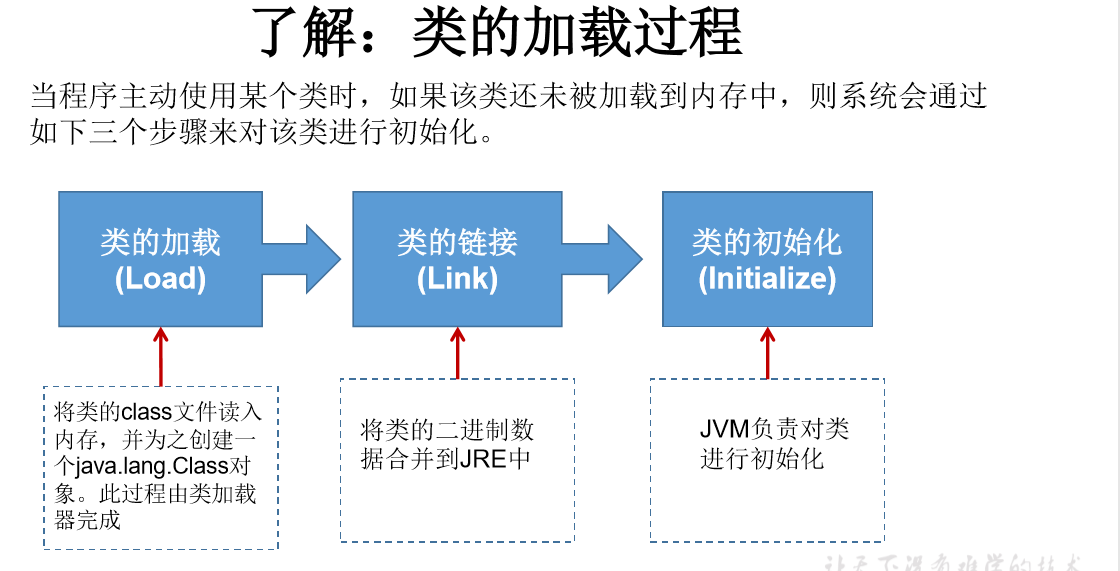 了解：类的加载过程
当程序主动使用某个类时，如果该类还未被加载到内存中，则系统会通过
如下三个步骤来对该类进行初始化。
类的加载
(Load)
类的链接
(Link)
类的初始化
(Initialize)
将类的class文件读入
内存，并为之创建一
个java.lang.Class对
象。此过程由类加载
器完成
将类的二进制数
据合并到JRE中
JVM负责对类
进行初始化
让天下没有难学的技术